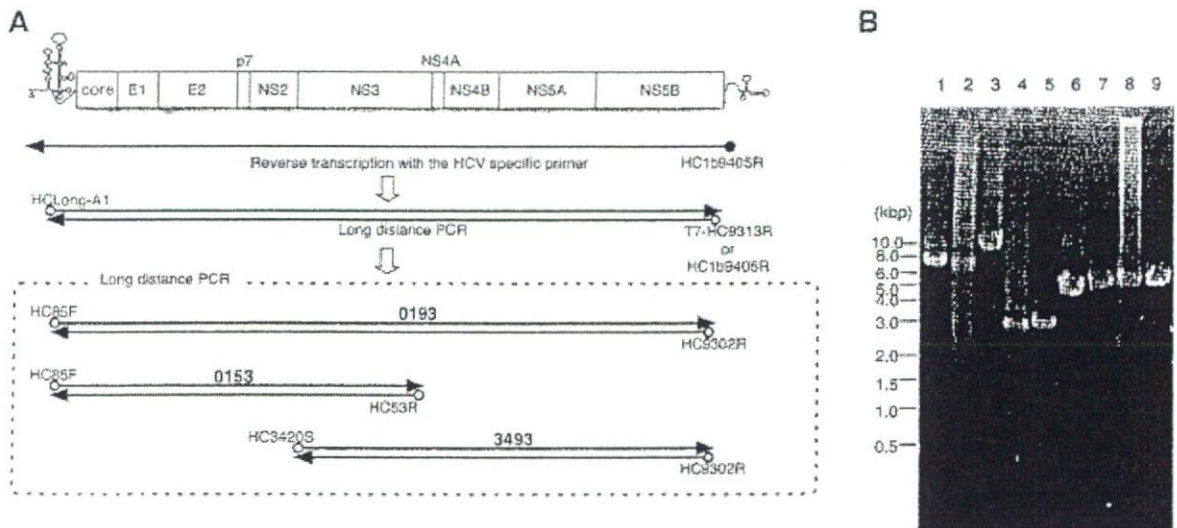 A
p7 NS4A
core E1 E2 NS2 NS3 NS4B NS5A NS5B
Reverse transcription with the HCV specific primer
HC1b9405R
HCLong-A1
Long distance PCR
T7-HC9313R
or
HC1b9405R
Long distance PCR
HC85F
0193
HC9302R
HC85F
0153
HC53R
HC3420S
3493
HC9302R
B
1 2 3 4 5 6 7 8 9
(kbp)
10.0
8.0
6.0
5.0
4.0
3.0
2.0
1.5
1.0
0.5